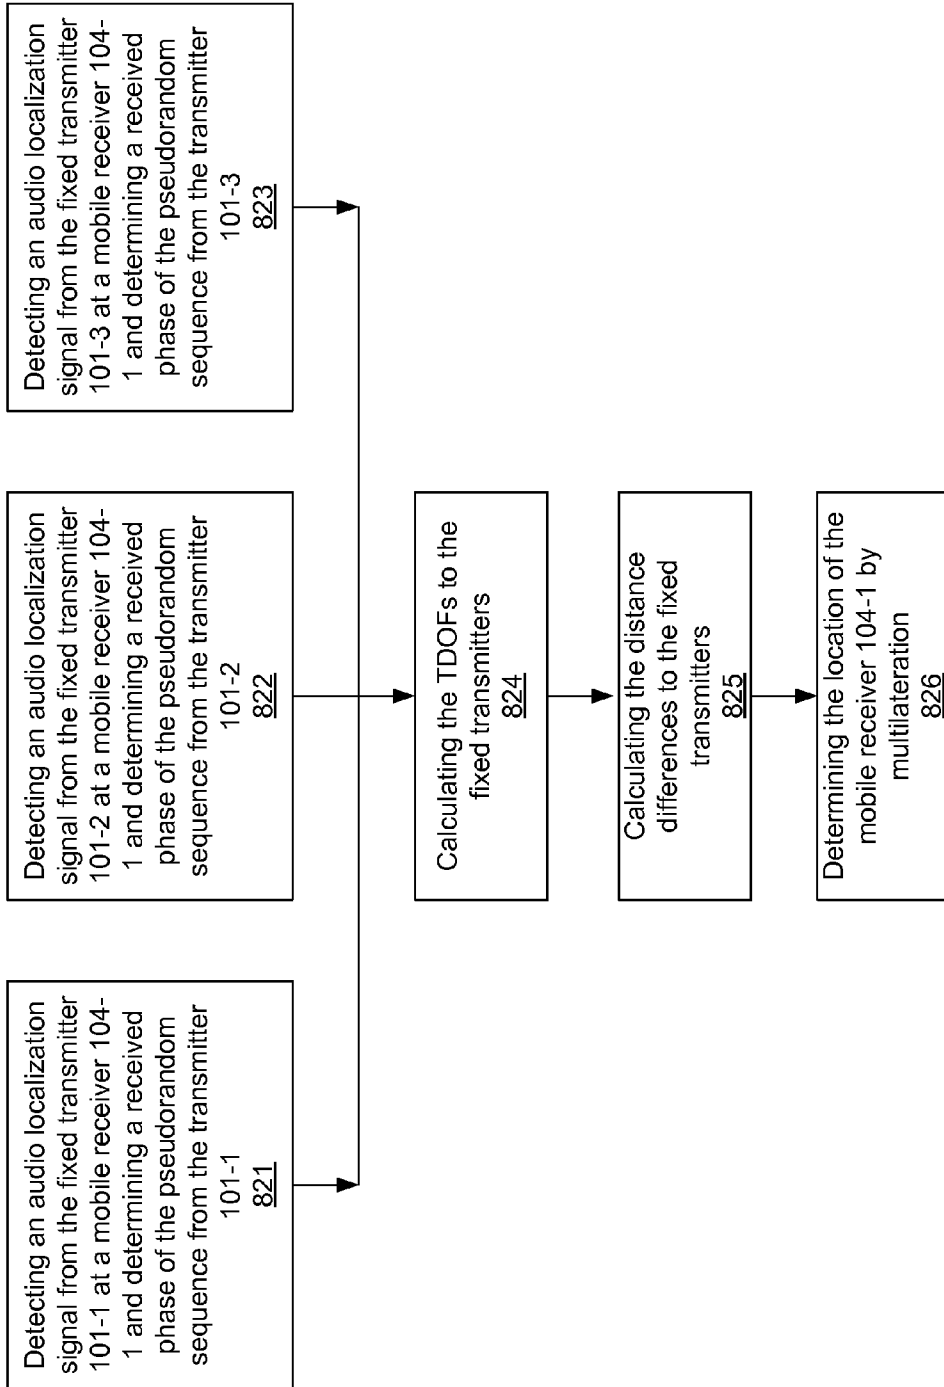 Detecting an audio localization
signal from the fixed transmitter
101-1 at a mobile receiver 104-
1 and determining a received
phase of the pseudorandom
sequence from the transmitter
101-1
821
Detecting an audio localization
signal from the fixed transmitter
101-2 at a mobile receiver 104-
1 and determining a received
phase of the pseudorandom
sequence from the transmitter
101-2
822
Detecting an audio localization
signal from the fixed transmitter
101-3 at a mobile receiver 104-
1 and determining a received
phase of the pseudorandom
sequence from the transmitter
101-3
823
Calculating the TDOFs to the
fixed transmitters
824
Calculating the distance
differences to the fixed
transmitters
825
Determining the location of the
mobile receiver 104-1 by
multilateration
826